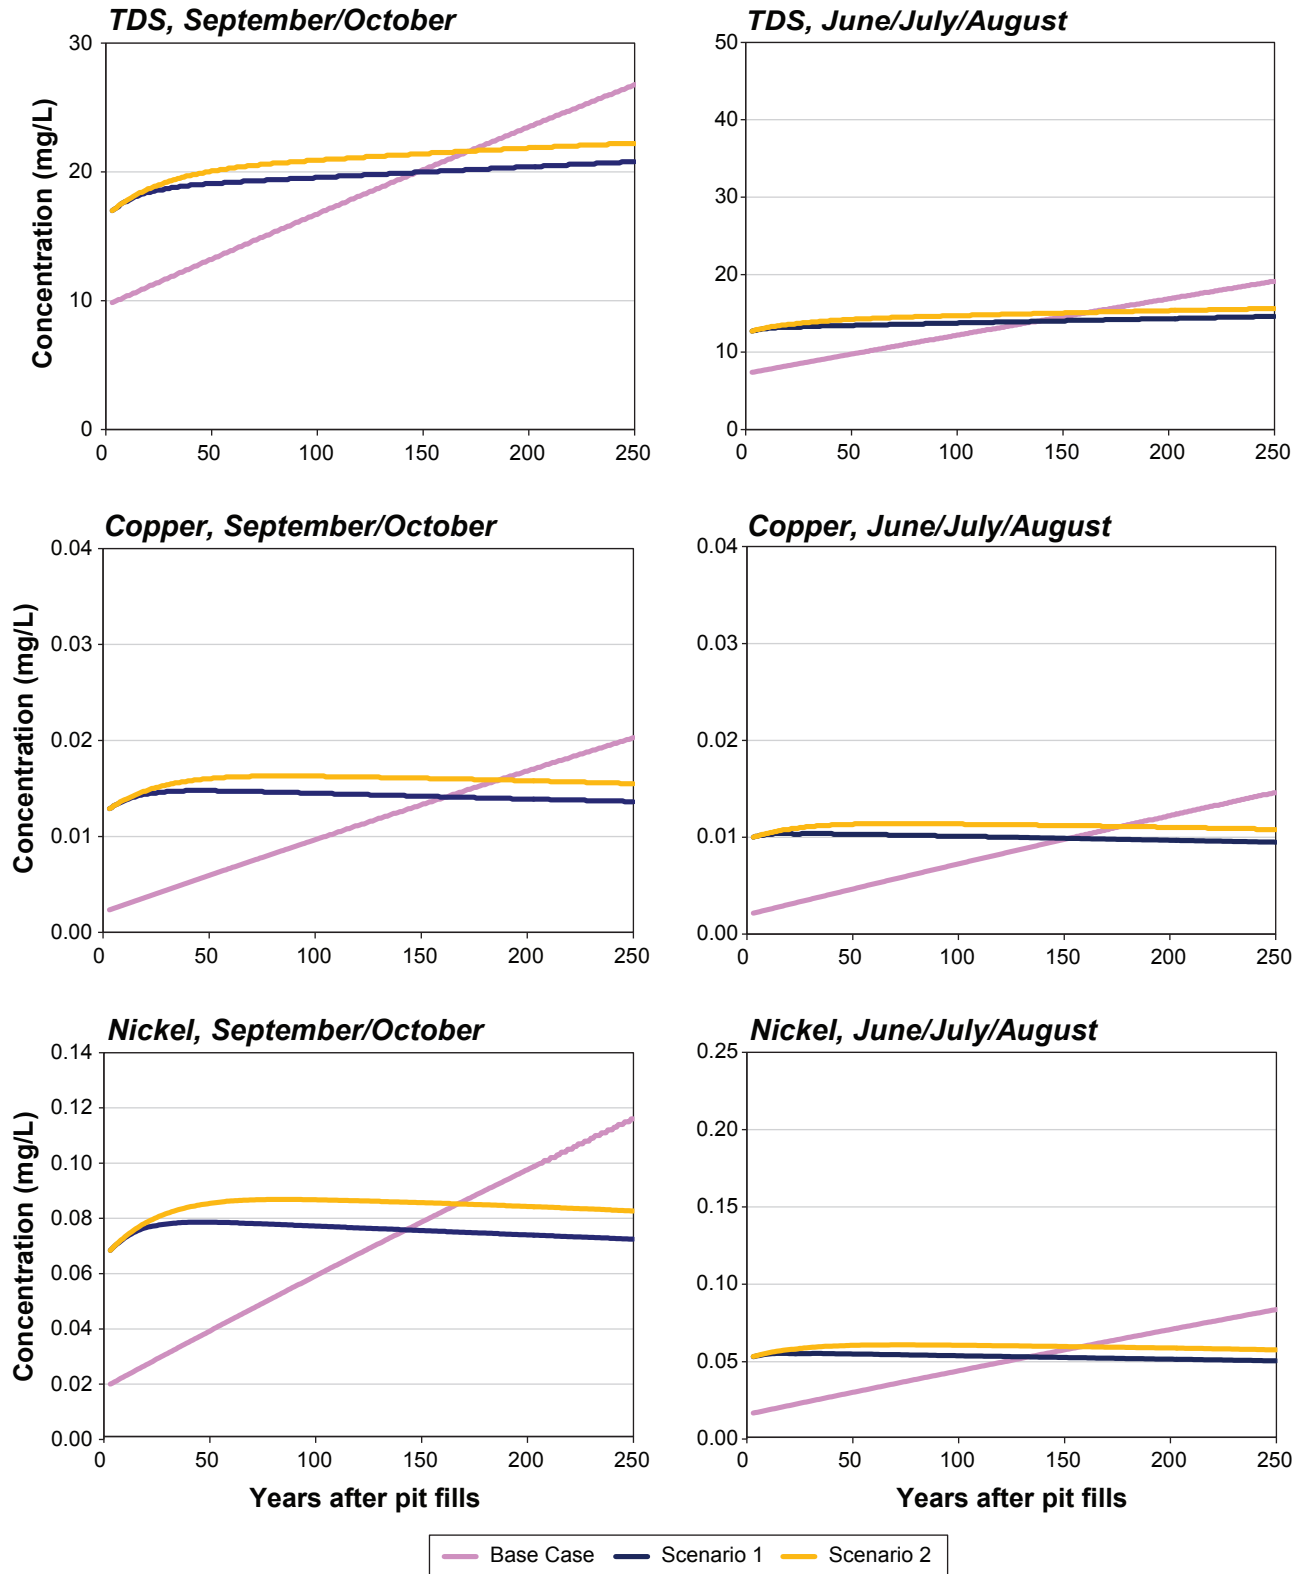 TDS, September/October
TDS, June/July/August
Concentration (mg/L)
30
20
10
0
0 50 100 150 200 250
50
40
30
20
10
0
0 50 100 150 200 250
Copper, September/October
Copper, June/July/August
Concentration (mg/L)
0.04
0.03
0.02
0.01
0.00
0 50 100 150 200 250
0.04
0.03
0.02
0.01
0.00
0 50 100 150 200 250
Nickel, September/October
Nickel, June/July/August
Concentration (mg/L)
0.14
0.12
0.10
0.08
0.06
0.04
0.02
0.00
0 50 100 150 200 250
Years after pit fills
0.25
0.20
0.15
0.10
0.05
0.00
0 50 100 150 200 250
Years after pit fills
Base Case Scenario 1 Scenario 2